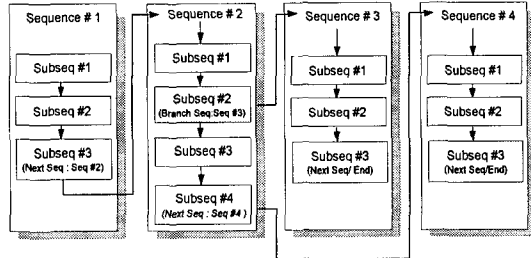 Sequence # 1
Subseq #1
Subseq #2
Subseq #3
(Next Seq : Seq #2)
Sequence # 2
Subseq #1
Subseq #2
(Branch Seq:Seq #3)
Subseq #3
Subseq #4
(Next Seq : Seq #4 )
Sequence # 3
Subseq #1
Subseq #2
Subseq #3
(Next Seq/ End)
Sequence # 4
Subseq #1
Subseq #2
Subseq #3
(Next Seq/End)